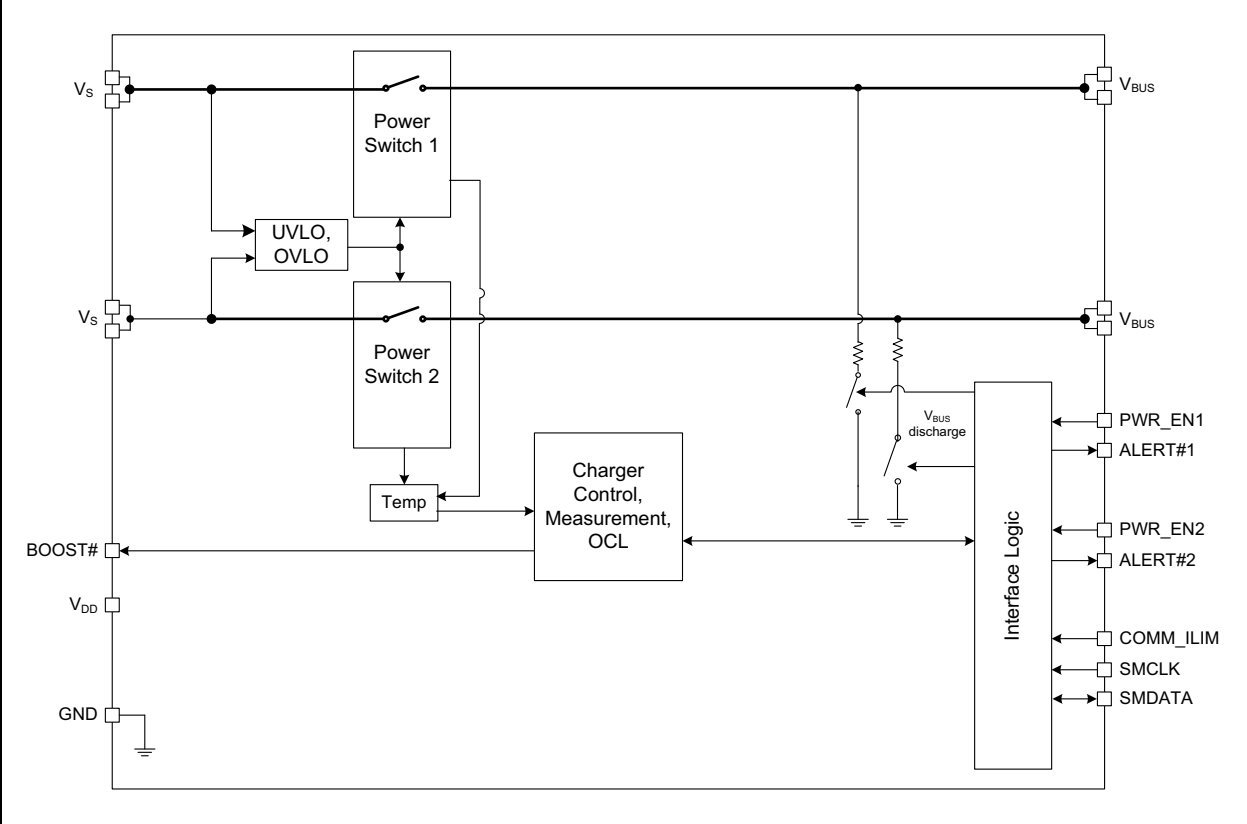 VS
VBUS
Power
Switch 1
UVLO,
OVLO
VS
VBUS
Power
Switch 2
VBUS
discharge
PWR_EN1
ALERT#1
Temp
Charger
Control,
Measurement,
OCL
Interface Logic
PWR_EN2
ALERT#2
BOOST#
VDD
COMM_ILIM
SMCLK
SMDATA
GND